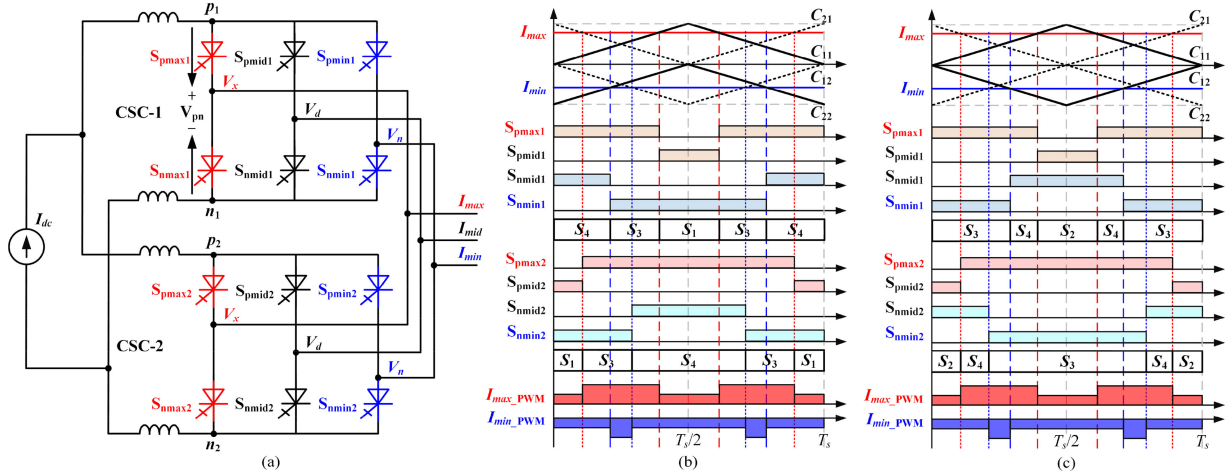 p1
Spmax1
Spmid1
Spmin1
Vx
CSC-1
+
Vpn
−
Vd
Vn
Snmax1
Snmid1
Snmin1
n1
Idc
Imax
Imid
Imin
p2
Spmax2
Spmid2
Spmin2
Vx
CSC-2
Vd
Vn
Snmax2
Snmid2
Snmin2
n2
(a)
C21
Imax
C11
C12
Imin
C22
Spmax1
Spmid1
Snmid1
Snmin1
S4 S3 S1 S3 S4
Spmax2
Spmid2
Snmid2
Snmin2
S1 S3 S4 S3 S1
Imax_PWM
Imin_PWM
Ts/2 Ts
(b)
C21
Imax
C11
C12
Imin
C22
Spmax1
Spmid1
Snmid1
Snmin1
S3 S4 S2 S4 S3
Spmax2
Spmid2
Snmid2
Snmin2
S2 S4 S3 S4 S2
Imax_PWM
Imin_PWM
Ts/2 Ts
(c)